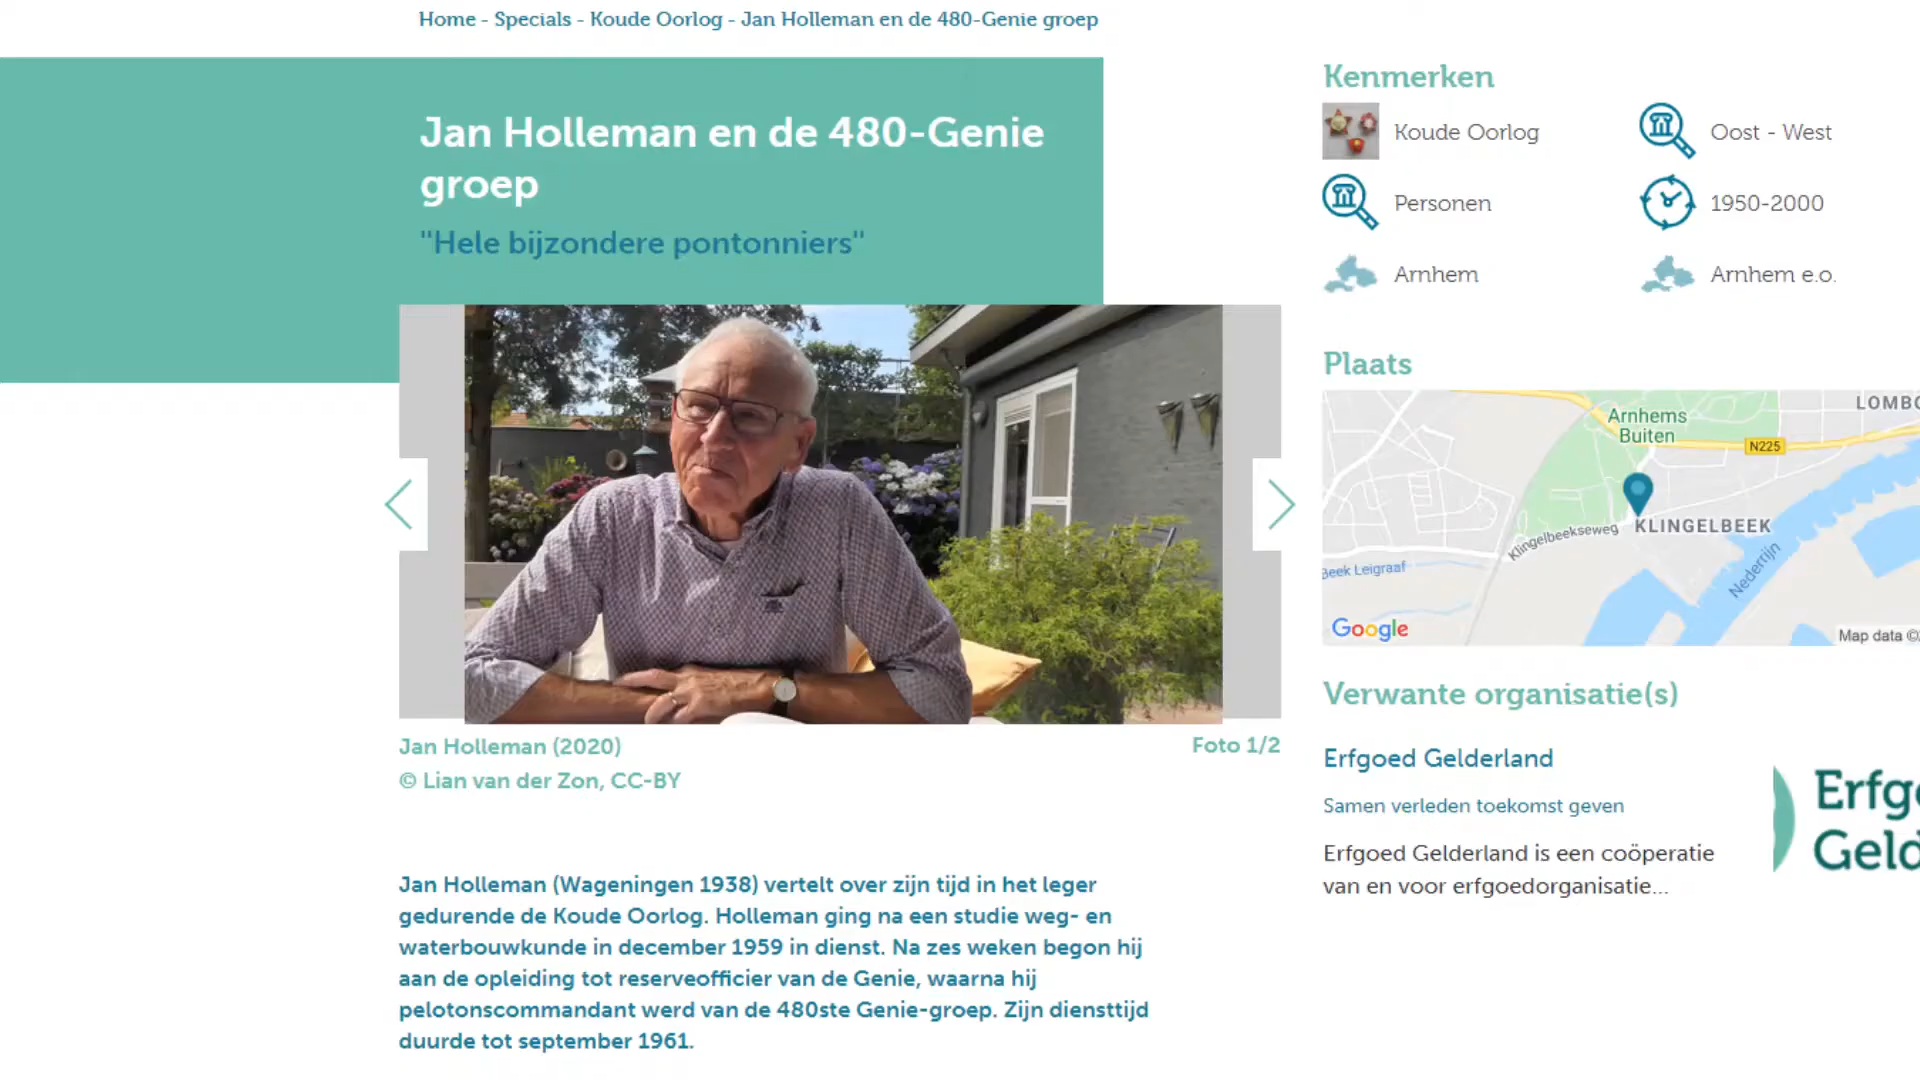 Home - Specials - Koude Oorlog - Jan Holleman en de 480-Genie groep
Jan Holleman en de 480-Genie
groep
"Hele bijzondere pontonniers"
Jan Holleman (2020)
Foto 1/2
© Lian van der Zon, CC-BY
Jan Holleman (Wageningen 1938) vertelt over zijn tijd in het leger
gedurende de Koude Oorlog. Holleman ging na een studie weg- en
waterbouwkunde in december 1959 in dienst. Na zes weken begon hij
aan de opleiding tot reserveofficier van de Genie, waarna hij
pelotonscommandant werd van de 480ste Genie-groep. Zijn diensttijd
duurde tot september 1961.
Kenmerken
Koude Oorlog
Oost - West
Personen
1950-2000
Arnhem
Arnhem e.o.
Plaats
LOMBO
Arnhems
Buiten
N225
KLINGELBEEK
Klingelbeekseweg
Beek Leigraaf
Nederrijn
Google
Map data ©
Verwante organisatie(s)
Erfgoed Gelderland
Samen verleden toekomst geven
Erfgoed Gelderland is een coöperatie
van en voor erfgoedorganisatie...
Erfgo
Geld